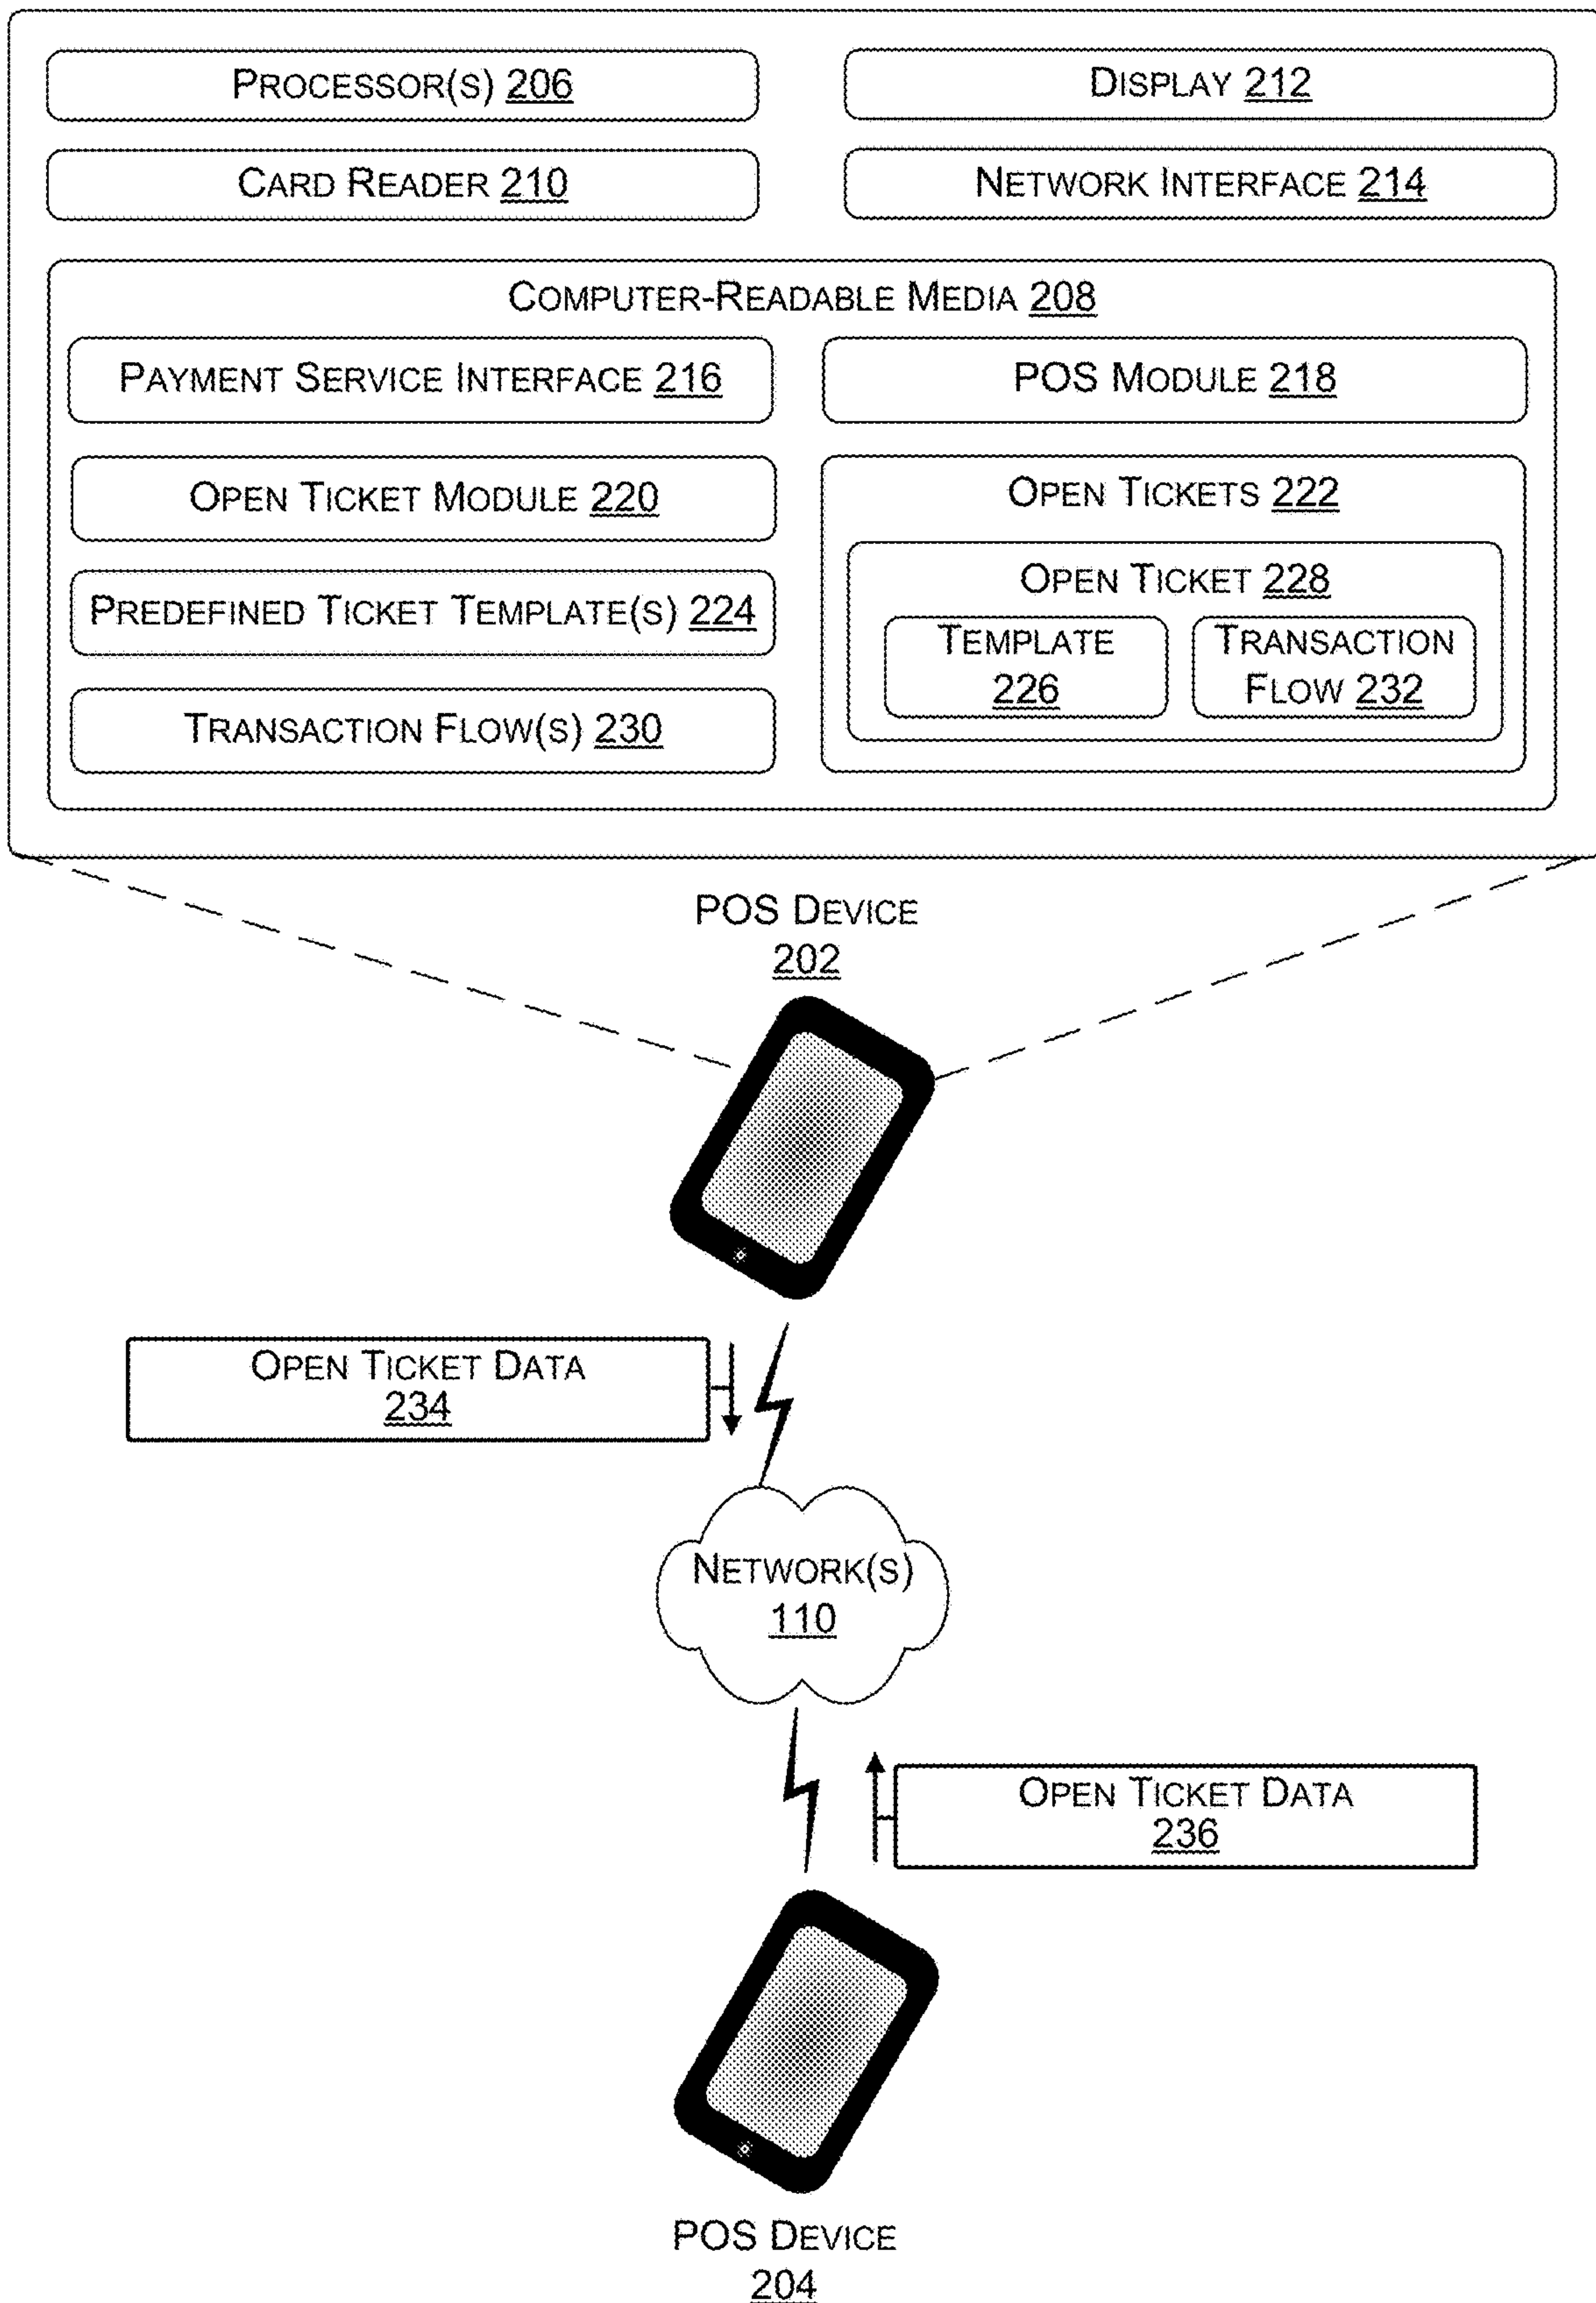 PROCESSOR(S) 206
DISPLAY 212
CARD READER 210
NETWORK INTERFACE 214
COMPUTER-READABLE MEDIA 208
PAYMENT SERVICE INTERFACE 216
POS MODULE 218
OPEN TICKET MODULE 220
OPEN TICKETS 222
OPEN TICKET 228
PREDEFINED TICKET TEMPLATE(S) 224
TEMPLATE
226
TRANSACTION
FLOW 232
TRANSACTION FLOW(S) 230
POS DEVICE
202
OPEN TICKET DATA
234
NETWORK(S)
110
OPEN TICKET DATA
236
POS DEVICE
204